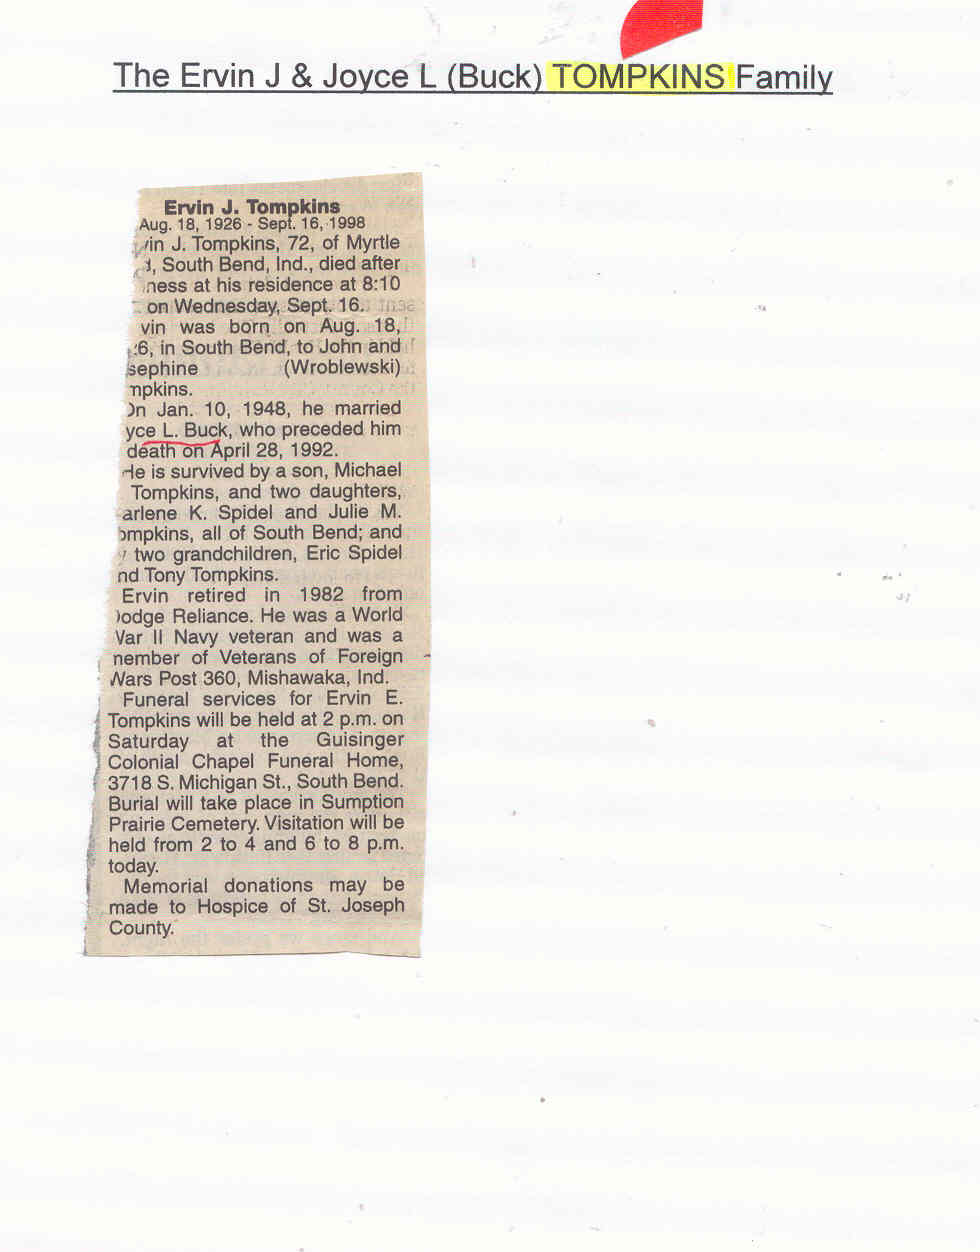 The Ervin J & Joyce L (Buck) TOMPKINS Family
Ervin J. Tompkins
Aug. 18, 1926 - Sept. 16, 1998
vin J. Tompkins, 72, of Myrtle
, South Bend, Ind., died after
ness at his residence at 8:10
on Wednesday, Sept. 16.
vin was born on Aug. 18,
6, in South Bend, to John and
sephine (Wroblewski)
mpkins.
On Jan. 10, 1948, he married
yce L. Buck, who preceded him
death on April 28, 1992.
He is survived by a son, Michael
Tompkins, and two daughters,
arlene K. Spidel and Julie M.
ompkins, all of South Bend; and
two grandchildren, Eric Spidel
nd Tony Tompkins.
Ervin retired in 1982 from
Dodge Reliance. He was a World
War II Navy veteran and was a
member of Veterans of Foreign
Wars Post 360, Mishawaka, Ind.
Funeral services for Ervin E.
Tompkins will be held at 2 p.m. on
Saturday at the Guisinger
Colonial Chapel Funeral Home,
3718 S. Michigan St., South Bend.
Burial will take place in Sumption
Prairie Cemetery. Visitation will be
held from 2 to 4 and 6 to 8 p.m.
today.
Memorial donations may be
made to Hospice of St. Joseph
County.